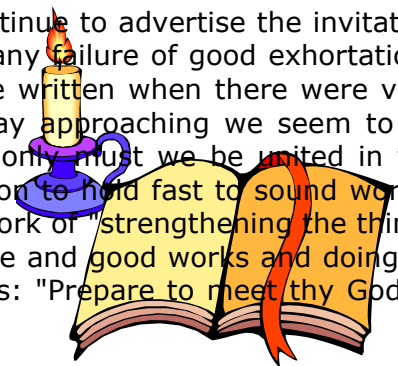 tinue to advertise the invitat
any failure of good exhortatio
e written when there were v
ay approaching we seem to
only must we be united in
on to hold fast to sound wor
ork of "strengthening the thin
e and good works and doing
s: "Prepare to meet thy God